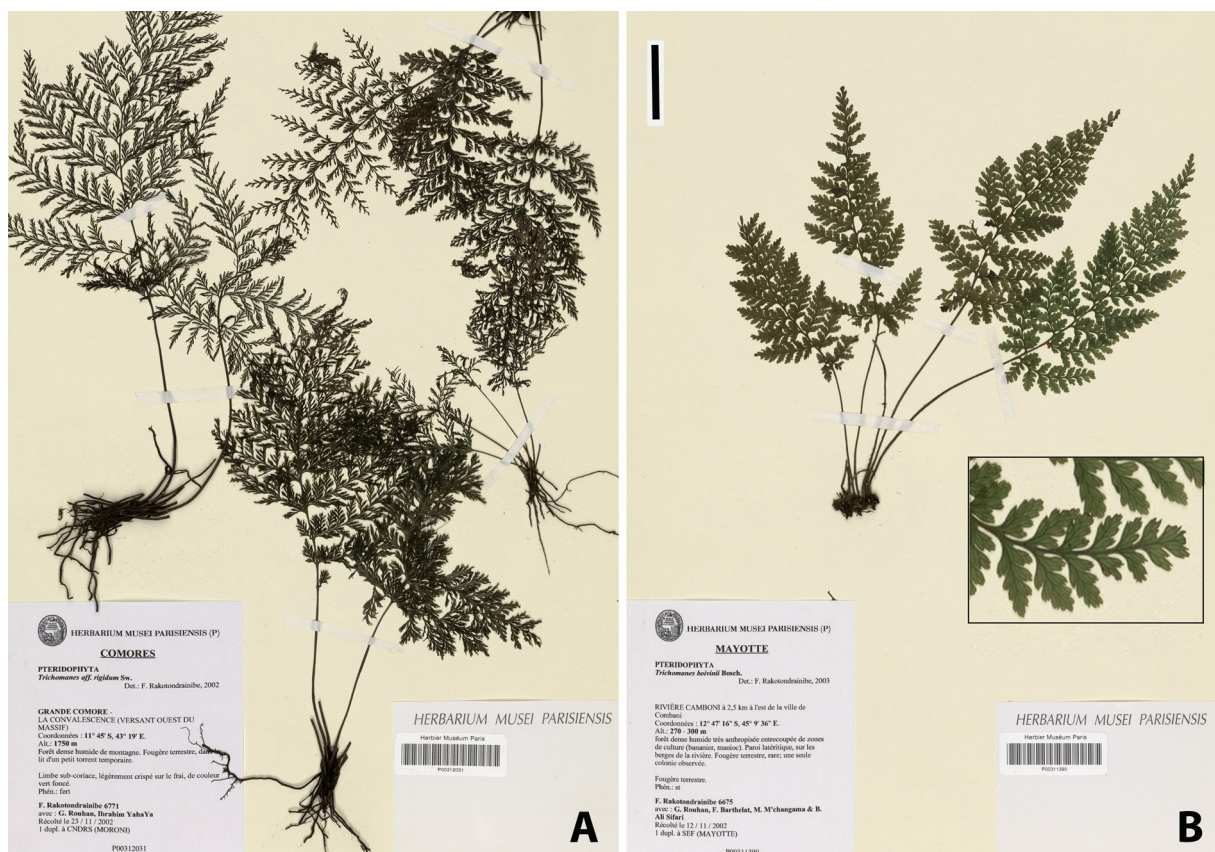 HERBARIUM MUSEI PARISIENSIS (P)
COMORES
PTERIDOPHYTA
Trichomanes aff. rigidum Sw.
Det.: F. Rakotondrainibe, 2002
GRANDE COMORE -
LA CONVALESCENCE (VERSANT OUEST DU
MASSIF)
Coordonnées : 11° 45' S, 43° 19' E.
Alt.: 1750 m
Forêt dense humide de montagne. Fougère terrestre, dans le
lit d'un petit torrent temporaire.
Limbe sub-coriace, légèrement crispé sur le frai, de couleur
vert foncé.
Phén.: fert
F. Rakotondrainibe 6771
avec : G. Rouhan, Ibrahim YahaYa
Récolté le 23 / 11 / 2002
1 dupl. à CNDRS (MORONI)
P00312031
HERBARIUM MUSEI PARISIENSIS
Herbier Muséum Paris
P00312031
A
HERBARIUM MUSEI PARISIENSIS (P)
MAYOTTE
PTERIDOPHYTA
Trichomanes boivinii Bosch.
Det.: F. Rakotondrainibe, 2003
RIVIÈRE CAMBONI à 2,5 km à l'est de la ville de
Combani
Coordonnées : 12° 47' 16" S, 45° 9' 36" E.
Alt.: 270 - 300 m
forêt dense humide très anthropisée entrecoupée de zones
de culture (bananier, manioc). Paroi latéritique, sur les
berges de la rivière. Fougère terrestre, rare; une seule
colonie observée.
Fougère terrestre.
Phén.: st
F. Rakotondrainibe 6675
avec : G. Rouhan, F. Barthelat, M. M'changama & B.
Ali Sifari
Récolté le 12 / 11 / 2002
1 dupl. à SEF (MAYOTTE)
HERBARIUM MUSEI PARISIENSIS
Herbier Muséum Paris
B